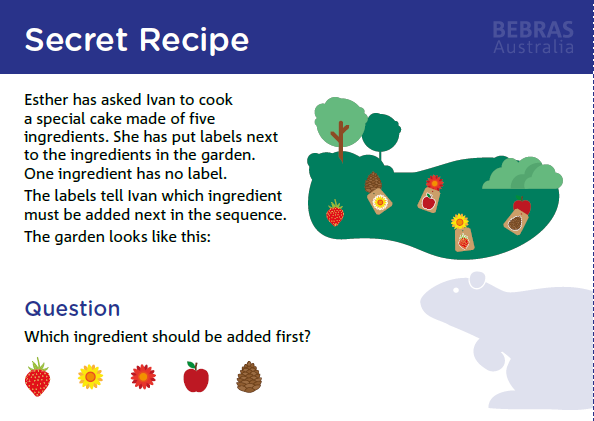 Secret Recipe
BEBRAS
Australia
Esther has asked Ivan to cook
a special cake made of five
ingredients. She has put labels next
to the ingredients in the garden.
One ingredient has no label.
The labels tell Ivan which ingredient
must be added next in the sequence.
The garden looks like this:
Question
Which ingredient should be added first?